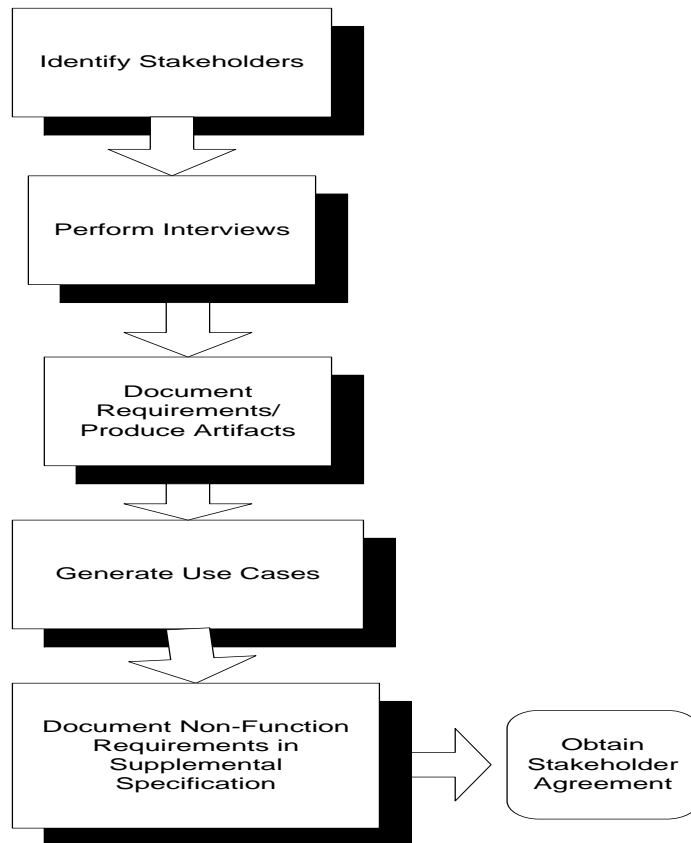 Identify Stakeholders
Perform Interviews
Document
Requirements/
Produce Artifacts
Generate Use Cases
Document Non-Function
Requirements in
Supplemental
Specification
Obtain
Stakeholder
Agreement